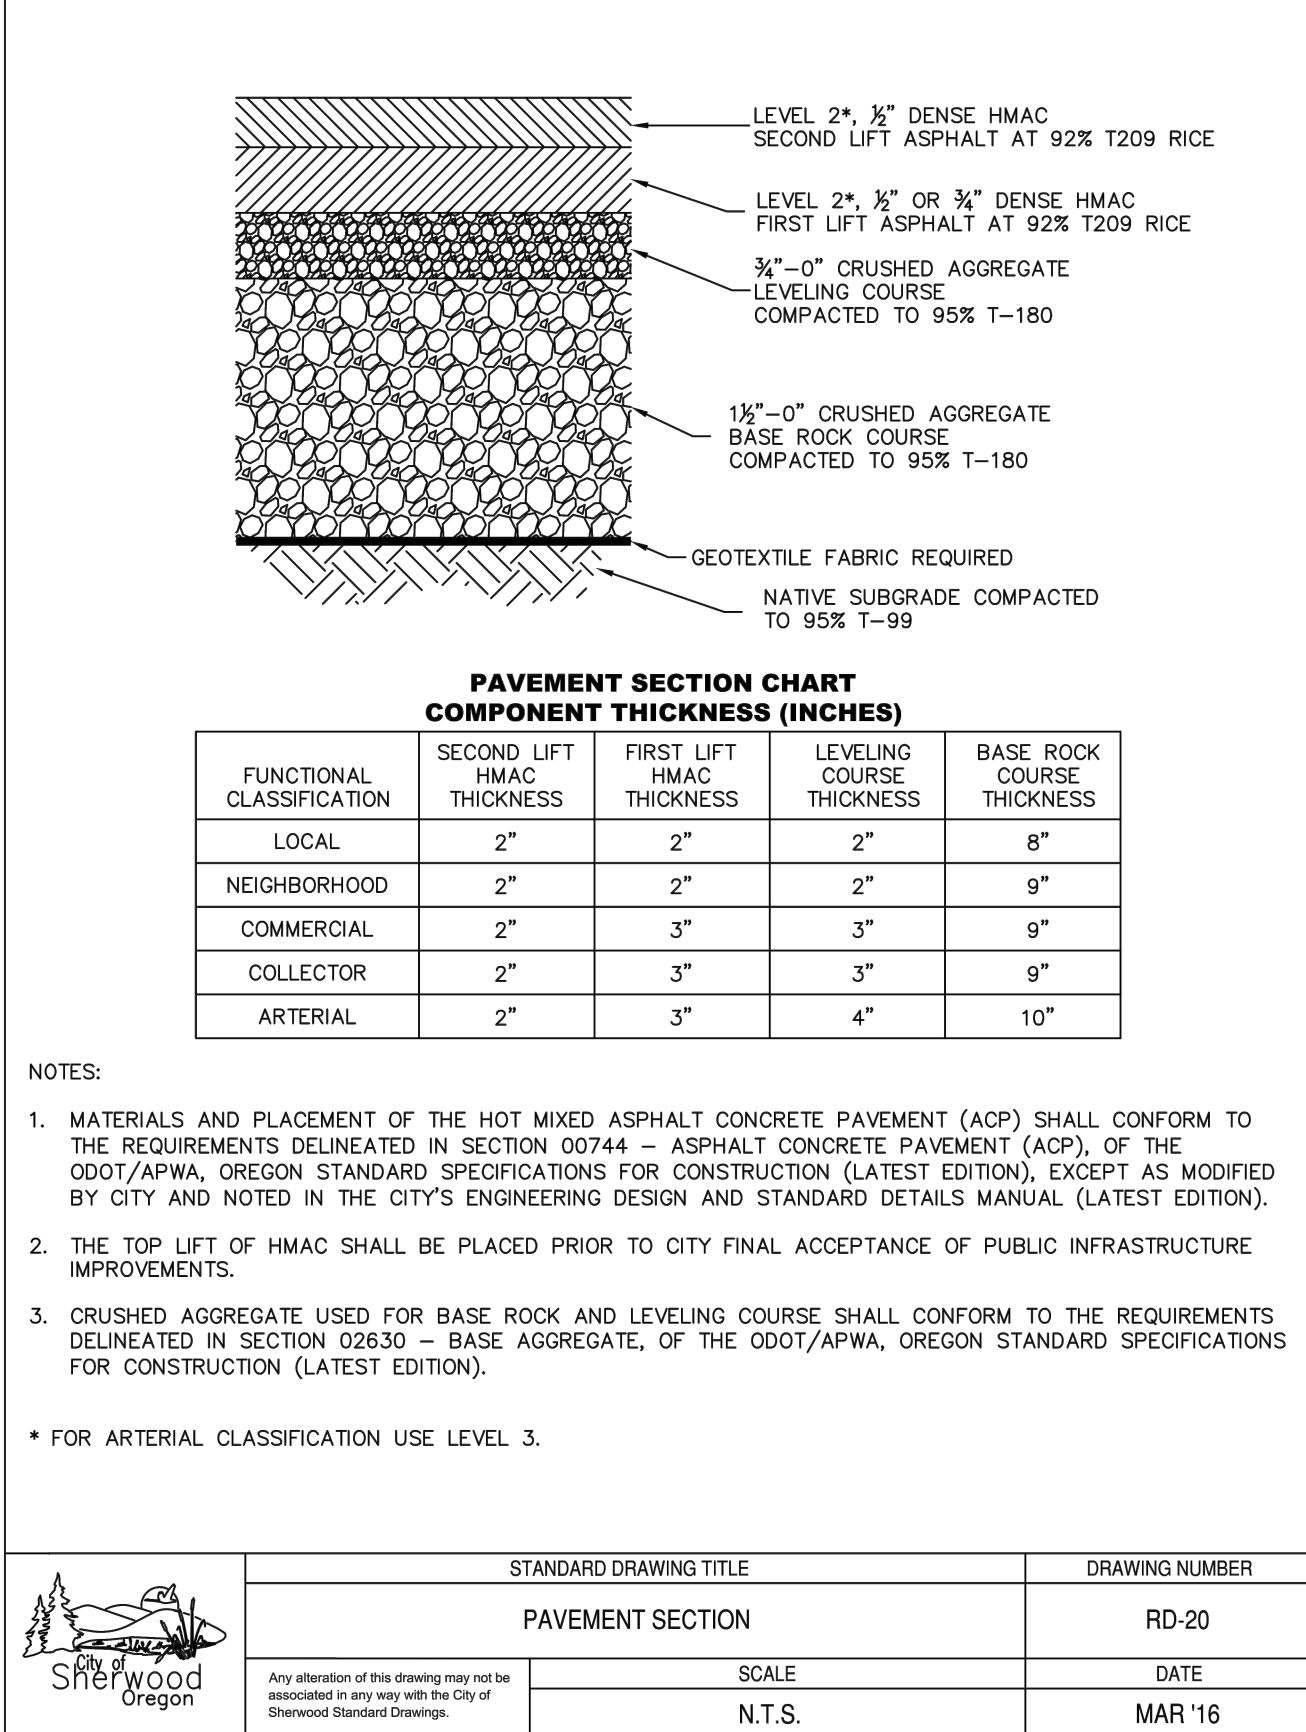 LEVEL 2*, ½” DENSE HMAC
SECOND LIFT ASPHALT AT 92% T209 RICE
LEVEL 2*, ½” OR ¾” DENSE HMAC
FIRST LIFT ASPHALT AT 92% T209 RICE
¾”–0” CRUSHED AGGREGATE
LEVELING COURSE
COMPACTED TO 95% T–180
1½”–0” CRUSHED AGGREGATE
BASE ROCK COURSE
COMPACTED TO 95% T–180
GEOTEXTILE FABRIC REQUIRED
NATIVE SUBGRADE COMPACTED
TO 95% T–99
PAVEMENT SECTION CHART
COMPONENT THICKNESS (INCHES)
FUNCTIONAL CLASSIFICATION SECOND LIFT HMAC THICKNESS FIRST LIFT HMAC THICKNESS LEVELING COURSE THICKNESS BASE ROCK COURSE THICKNESS
LOCAL 2” 2” 2” 8”
NEIGHBORHOOD 2” 2” 2” 9”
COMMERCIAL 2” 3” 3” 9”
COLLECTOR 2” 3” 3” 9”
ARTERIAL 2” 3” 4” 10”
NOTES:
1. MATERIALS AND PLACEMENT OF THE HOT MIXED ASPHALT CONCRETE PAVEMENT (ACP) SHALL CONFORM TO
THE REQUIREMENTS DELINEATED IN SECTION 00744 – ASPHALT CONCRETE PAVEMENT (ACP), OF THE
ODOT/APWA, OREGON STANDARD SPECIFICATIONS FOR CONSTRUCTION (LATEST EDITION), EXCEPT AS MODIFIED
BY CITY AND NOTED IN THE CITY’S ENGINEERING DESIGN AND STANDARD DETAILS MANUAL (LATEST EDITION).
2. THE TOP LIFT OF HMAC SHALL BE PLACED PRIOR TO CITY FINAL ACCEPTANCE OF PUBLIC INFRASTRUCTURE
IMPROVEMENTS.
3. CRUSHED AGGREGATE USED FOR BASE ROCK AND LEVELING COURSE SHALL CONFORM TO THE REQUIREMENTS
DELINEATED IN SECTION 02630 – BASE AGGREGATE, OF THE ODOT/APWA, OREGON STANDARD SPECIFICATIONS
FOR CONSTRUCTION (LATEST EDITION).
* FOR ARTERIAL CLASSIFICATION USE LEVEL 3.
City of
Sherwood
Oregon
STANDARD DRAWING TITLE
PAVEMENT SECTION
DRAWING NUMBER
RD-20
Any alteration of this drawing may not be
associated in any way with the City of
Sherwood Standard Drawings.
SCALE
N.T.S.
DATE
MAR '16